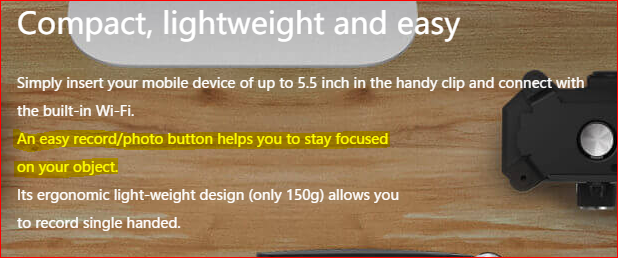 Compact, lightweight and easy
Simply insert your mobile device of up to 5.5 inch in the handy clip and connect with
the built-in Wi-Fi.
An easy record/photo button helps you to stay focused
on your object.
Its ergonomic light-weight design (only 150g) allows you
to record single handed.